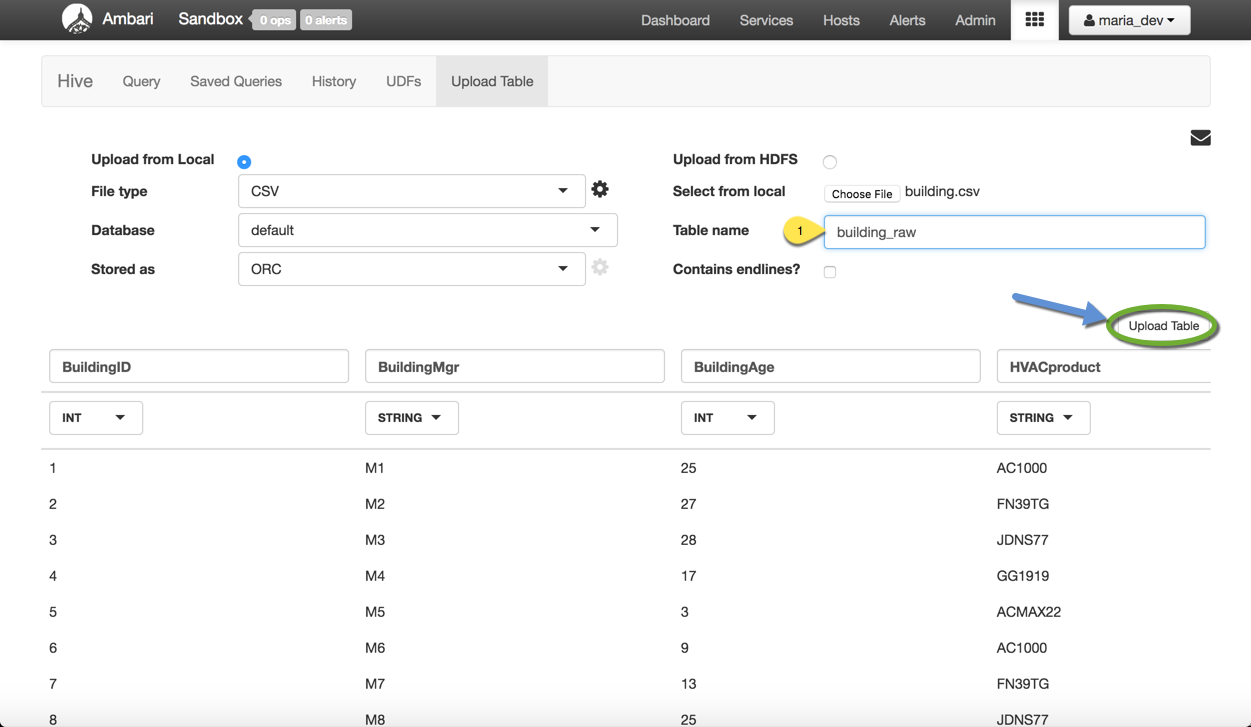 Ambari Sandbox 0 ops 0 alerts Dashboard Services Hosts Alerts Admin maria_dev
Hive Query Saved Queries History UDFs Upload Table
Upload from Local Upload from HDFS
File type CSV Select from local Choose File building.csv
Database default Table name 1 building_raw
Stored as ORC Contains endlines?
Upload Table
BuildingID BuildingMgr BuildingAge HVACproduct
INT STRING INT STRING
1 M1 25 AC1000
2 M2 27 FN39TG
3 M3 28 JDNS77
4 M4 17 GG1919
5 M5 3 ACMAX22
6 M6 9 AC1000
7 M7 13 FN39TG
8 M8 25 JDNS77